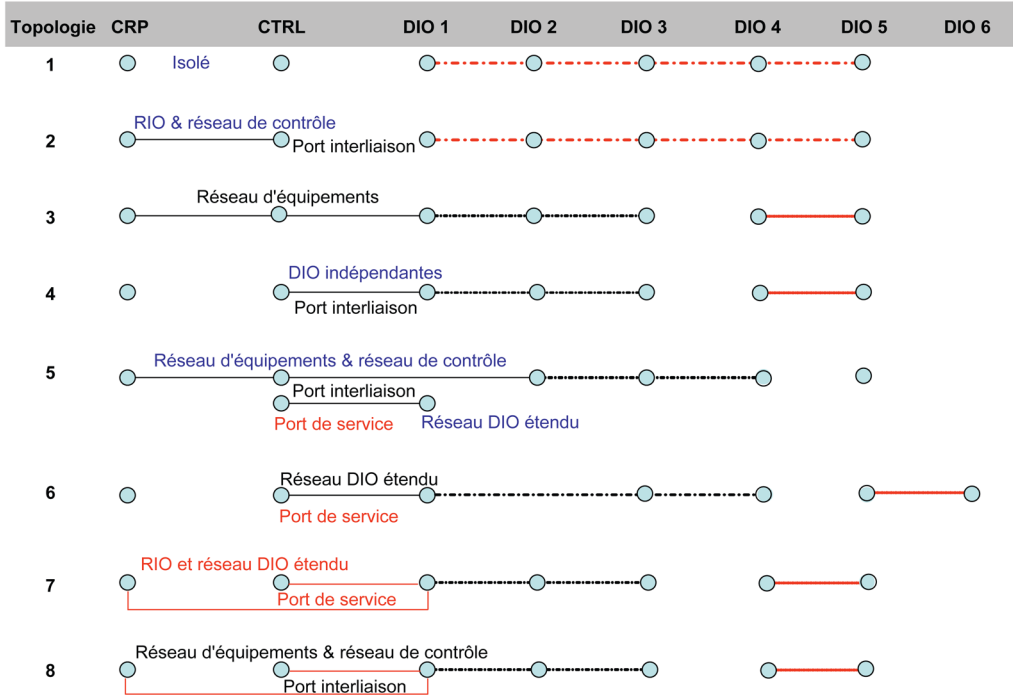 Topologie CRP CTRL DIO 1 DIO 2 DIO 3 DIO 4 DIO 5 DIO 6
1 Isolé
RIO & réseau de contrôle
2 Port interliaison
Réseau d'équipements
3
DIO indépendantes
4
Port interliaison
Réseau d'équipements & réseau de contrôle
5
Port interliaison
Port de service Réseau DIO étendu
Réseau DIO étendu
6
Port de service
RIO et réseau DIO étendu
7
Port de service
Réseau d'équipements & réseau de contrôle
8
Port interliaison